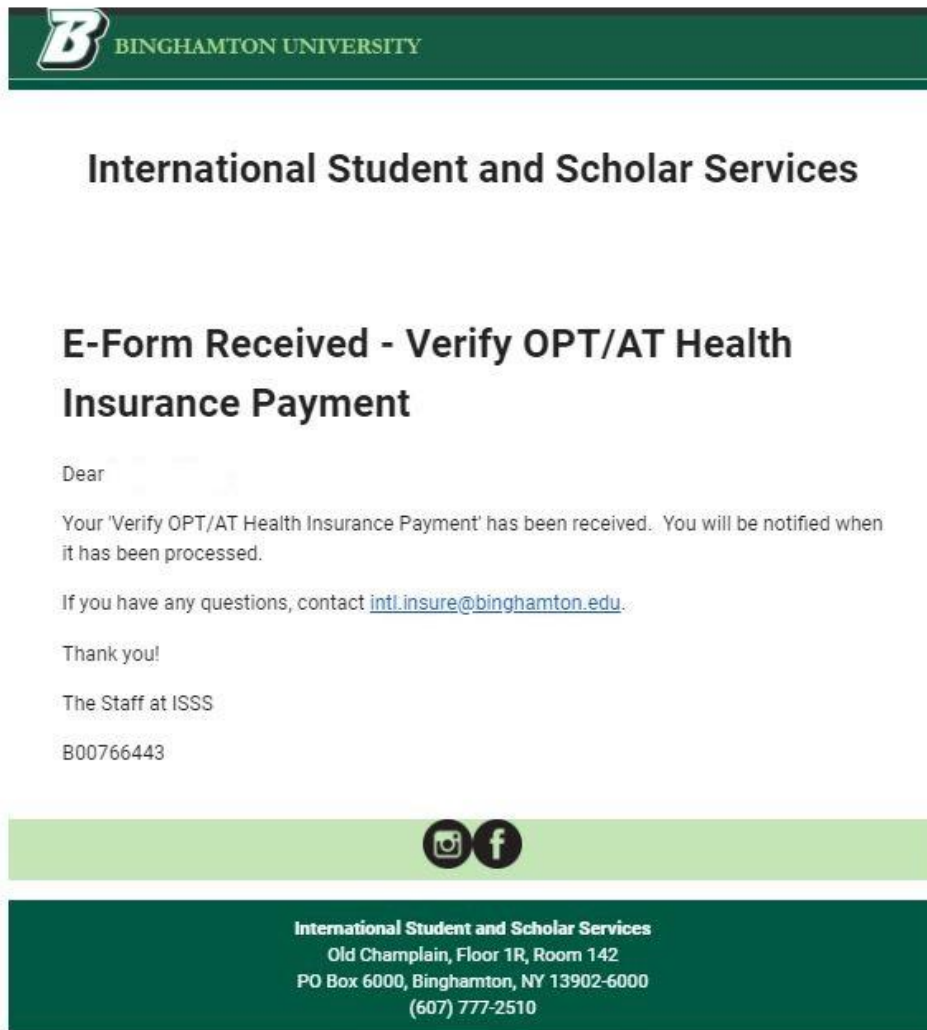 B BINGHAMTON UNIVERSITY
International Student and Scholar Services
E-Form Received - Verify OPT/AT Health
Insurance Payment
Dear
Your 'Verify OPT/AT Health Insurance Payment' has been received.  You will be notified when
it has been processed.
If you have any questions, contact intl.insure@binghamton.edu.
Thank you!
The Staff at ISSS
B00766443
f
International Student and Scholar Services
Old Champlain, Floor 1R, Room 142
PO Box 6000, Binghamton, NY 13902-6000
(607) 777-2510